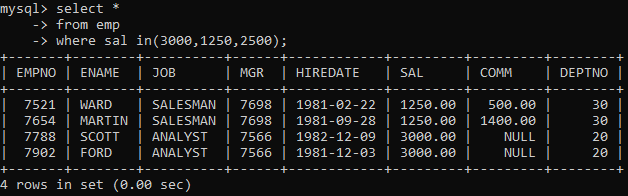 mysql> select *
    -> from emp
    -> where sal in(3000,1250,2500);
+-------+--------+----------+------+------------+---------+---------+--------+
| EMPNO | ENAME  | JOB      | MGR  | HIREDATE   | SAL     | COMM    | DEPTNO |
+-------+--------+----------+------+------------+---------+---------+--------+
|  7521 | WARD   | SALESMAN | 7698 | 1981-02-22 | 1250.00 |  500.00 |     30 |
|  7654 | MARTIN | SALESMAN | 7698 | 1981-09-28 | 1250.00 | 1400.00 |     30 |
|  7788 | SCOTT  | ANALYST  | 7566 | 1982-12-09 | 3000.00 |    NULL |     20 |
|  7902 | FORD   | ANALYST  | 7566 | 1981-12-03 | 3000.00 |    NULL |     20 |
+-------+--------+----------+------+------------+---------+---------+--------+
4 rows in set (0.00 sec)